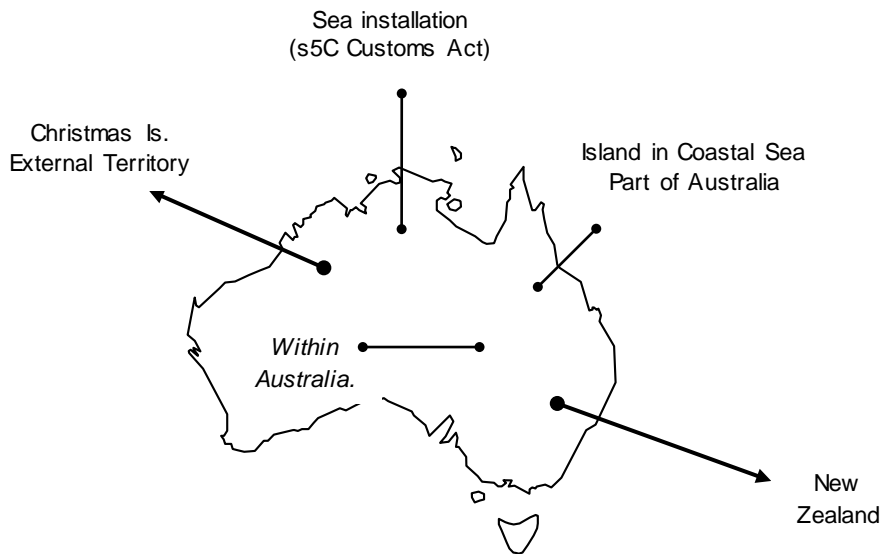 Sea installation
(s5C Customs Act)
Christmas Is.
External Territory
Island in Coastal Sea
Part of Australia
Within
Australia.
New
Zealand